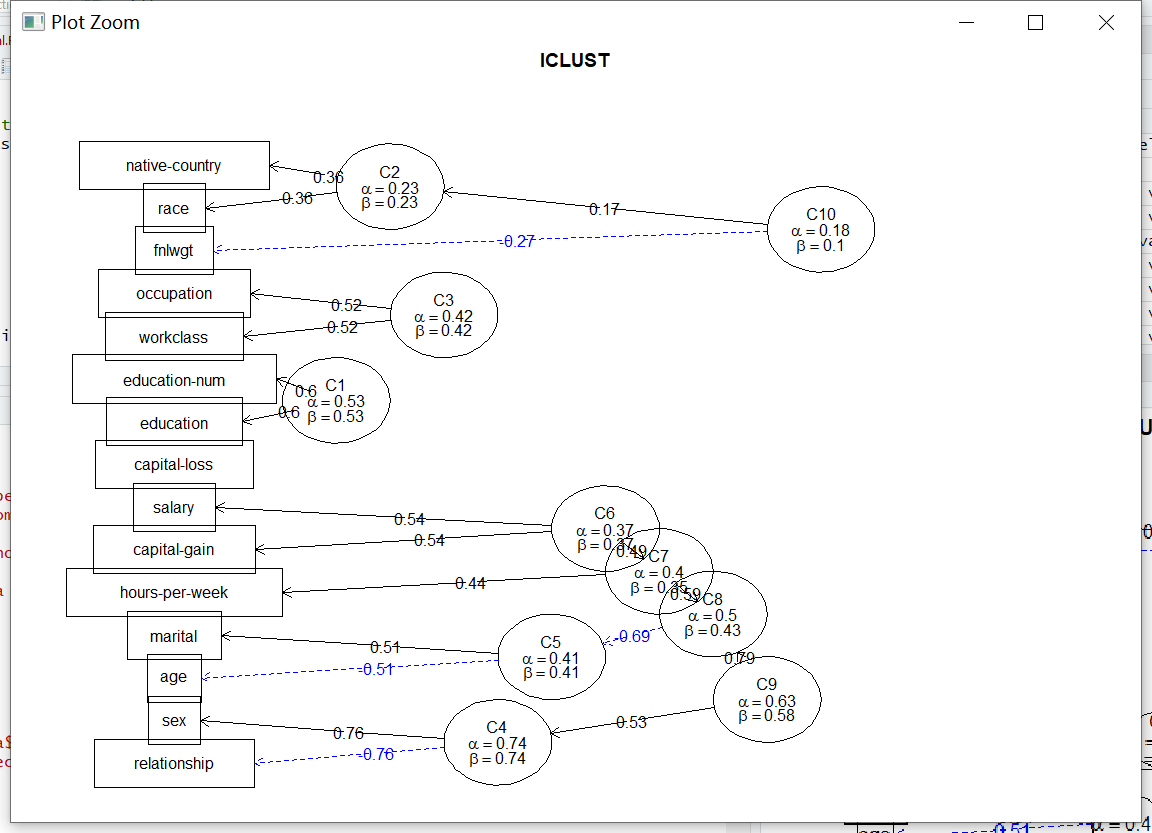 Plot Zoom
ICLUST
native-country
race
fnlwgt
occupation
workclass
education-num
education
capital-loss
salary
capital-gain
hours-per-week
marital
age
sex
relationship
C2
α = 0.23
β = 0.23
C10
α = 0.18
β = 0.1
C3
α = 0.42
β = 0.42
C1
α = 0.53
β = 0.53
C6
α = 0.37
β = 0.37
C7
α = 0.4
β = 0.35
C8
α = 0.5
β = 0.43
C5
α = 0.41
β = 0.41
C9
α = 0.63
β = 0.58
C4
α = 0.74
β = 0.74
0.36
0.36
0.17
-0.27
0.52
0.52
0.6
0.6
0.54
0.54
0.49
0.44
0.59
0.51
-0.51
-0.69
0.79
0.53
0.76
-0.76